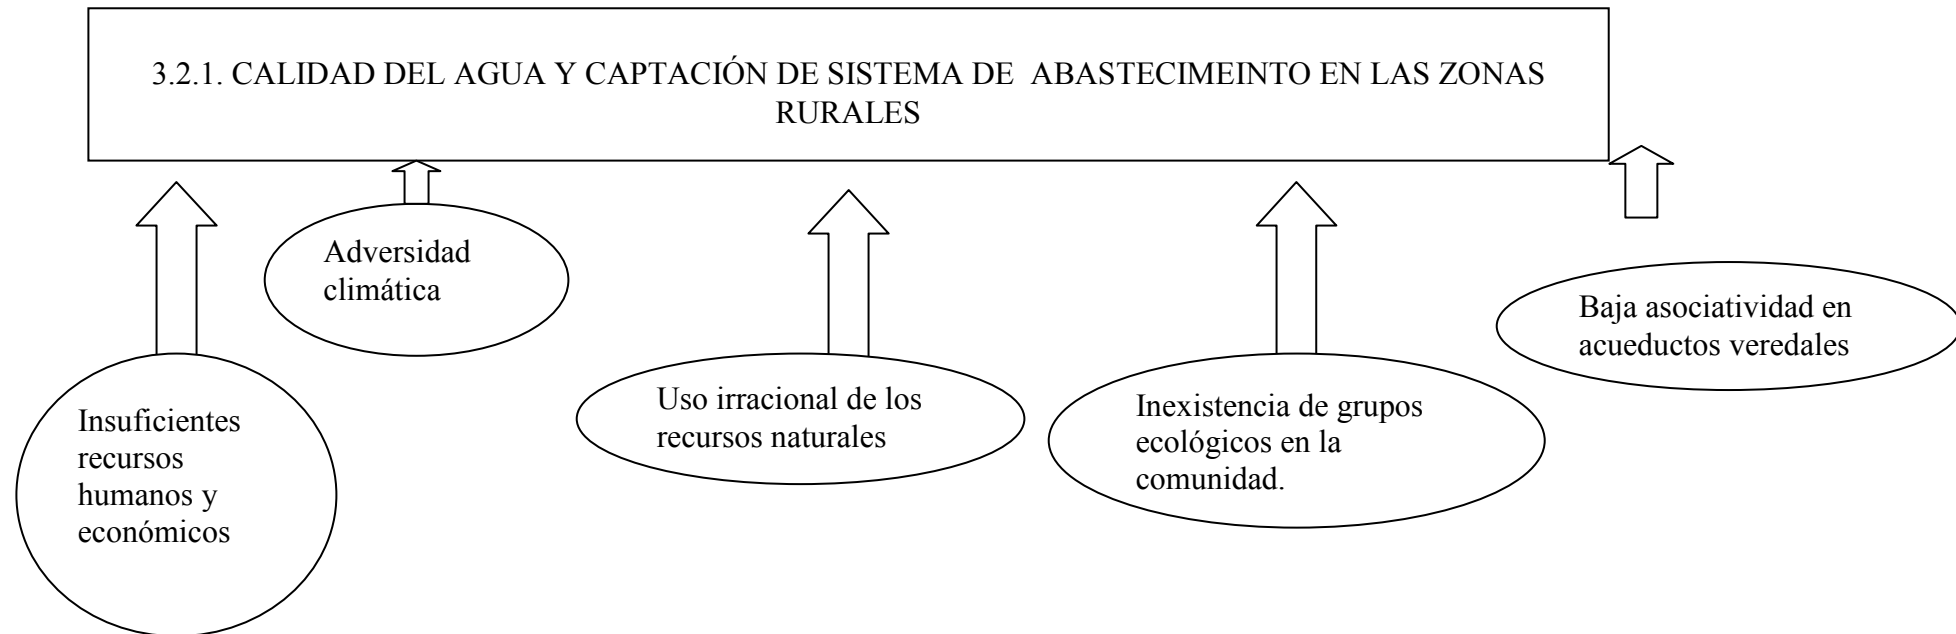 3.2.1. CALIDAD DEL AGUA Y CAPTACIÓN DE SISTEMA DE ABASTECIMEINTO EN LAS ZONAS
RURALES
Adversidad
climática
Baja asociatividad en
acueductos veredales
Uso irracional de los
recursos naturales
Inexistencia de grupos
ecológicos en la
comunidad.
Insuficientes
recursos
humanos y
económicos